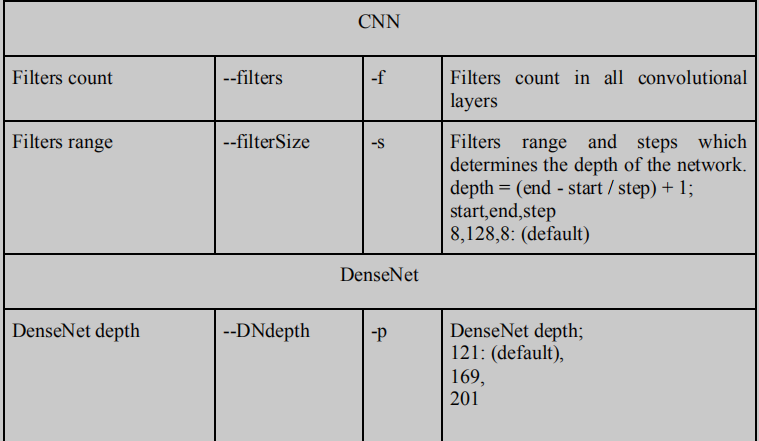 CNN
Filters count --filters -f Filters count in all convolutional
layers
Filters range --filterSize -s Filters range and steps which
determines the depth of the network.
depth = (end - start / step) + 1;
start,end,step
8,128,8: (default)
DenseNet
DenseNet depth --DNdepth -p DenseNet depth;
121: (default),
169,
201